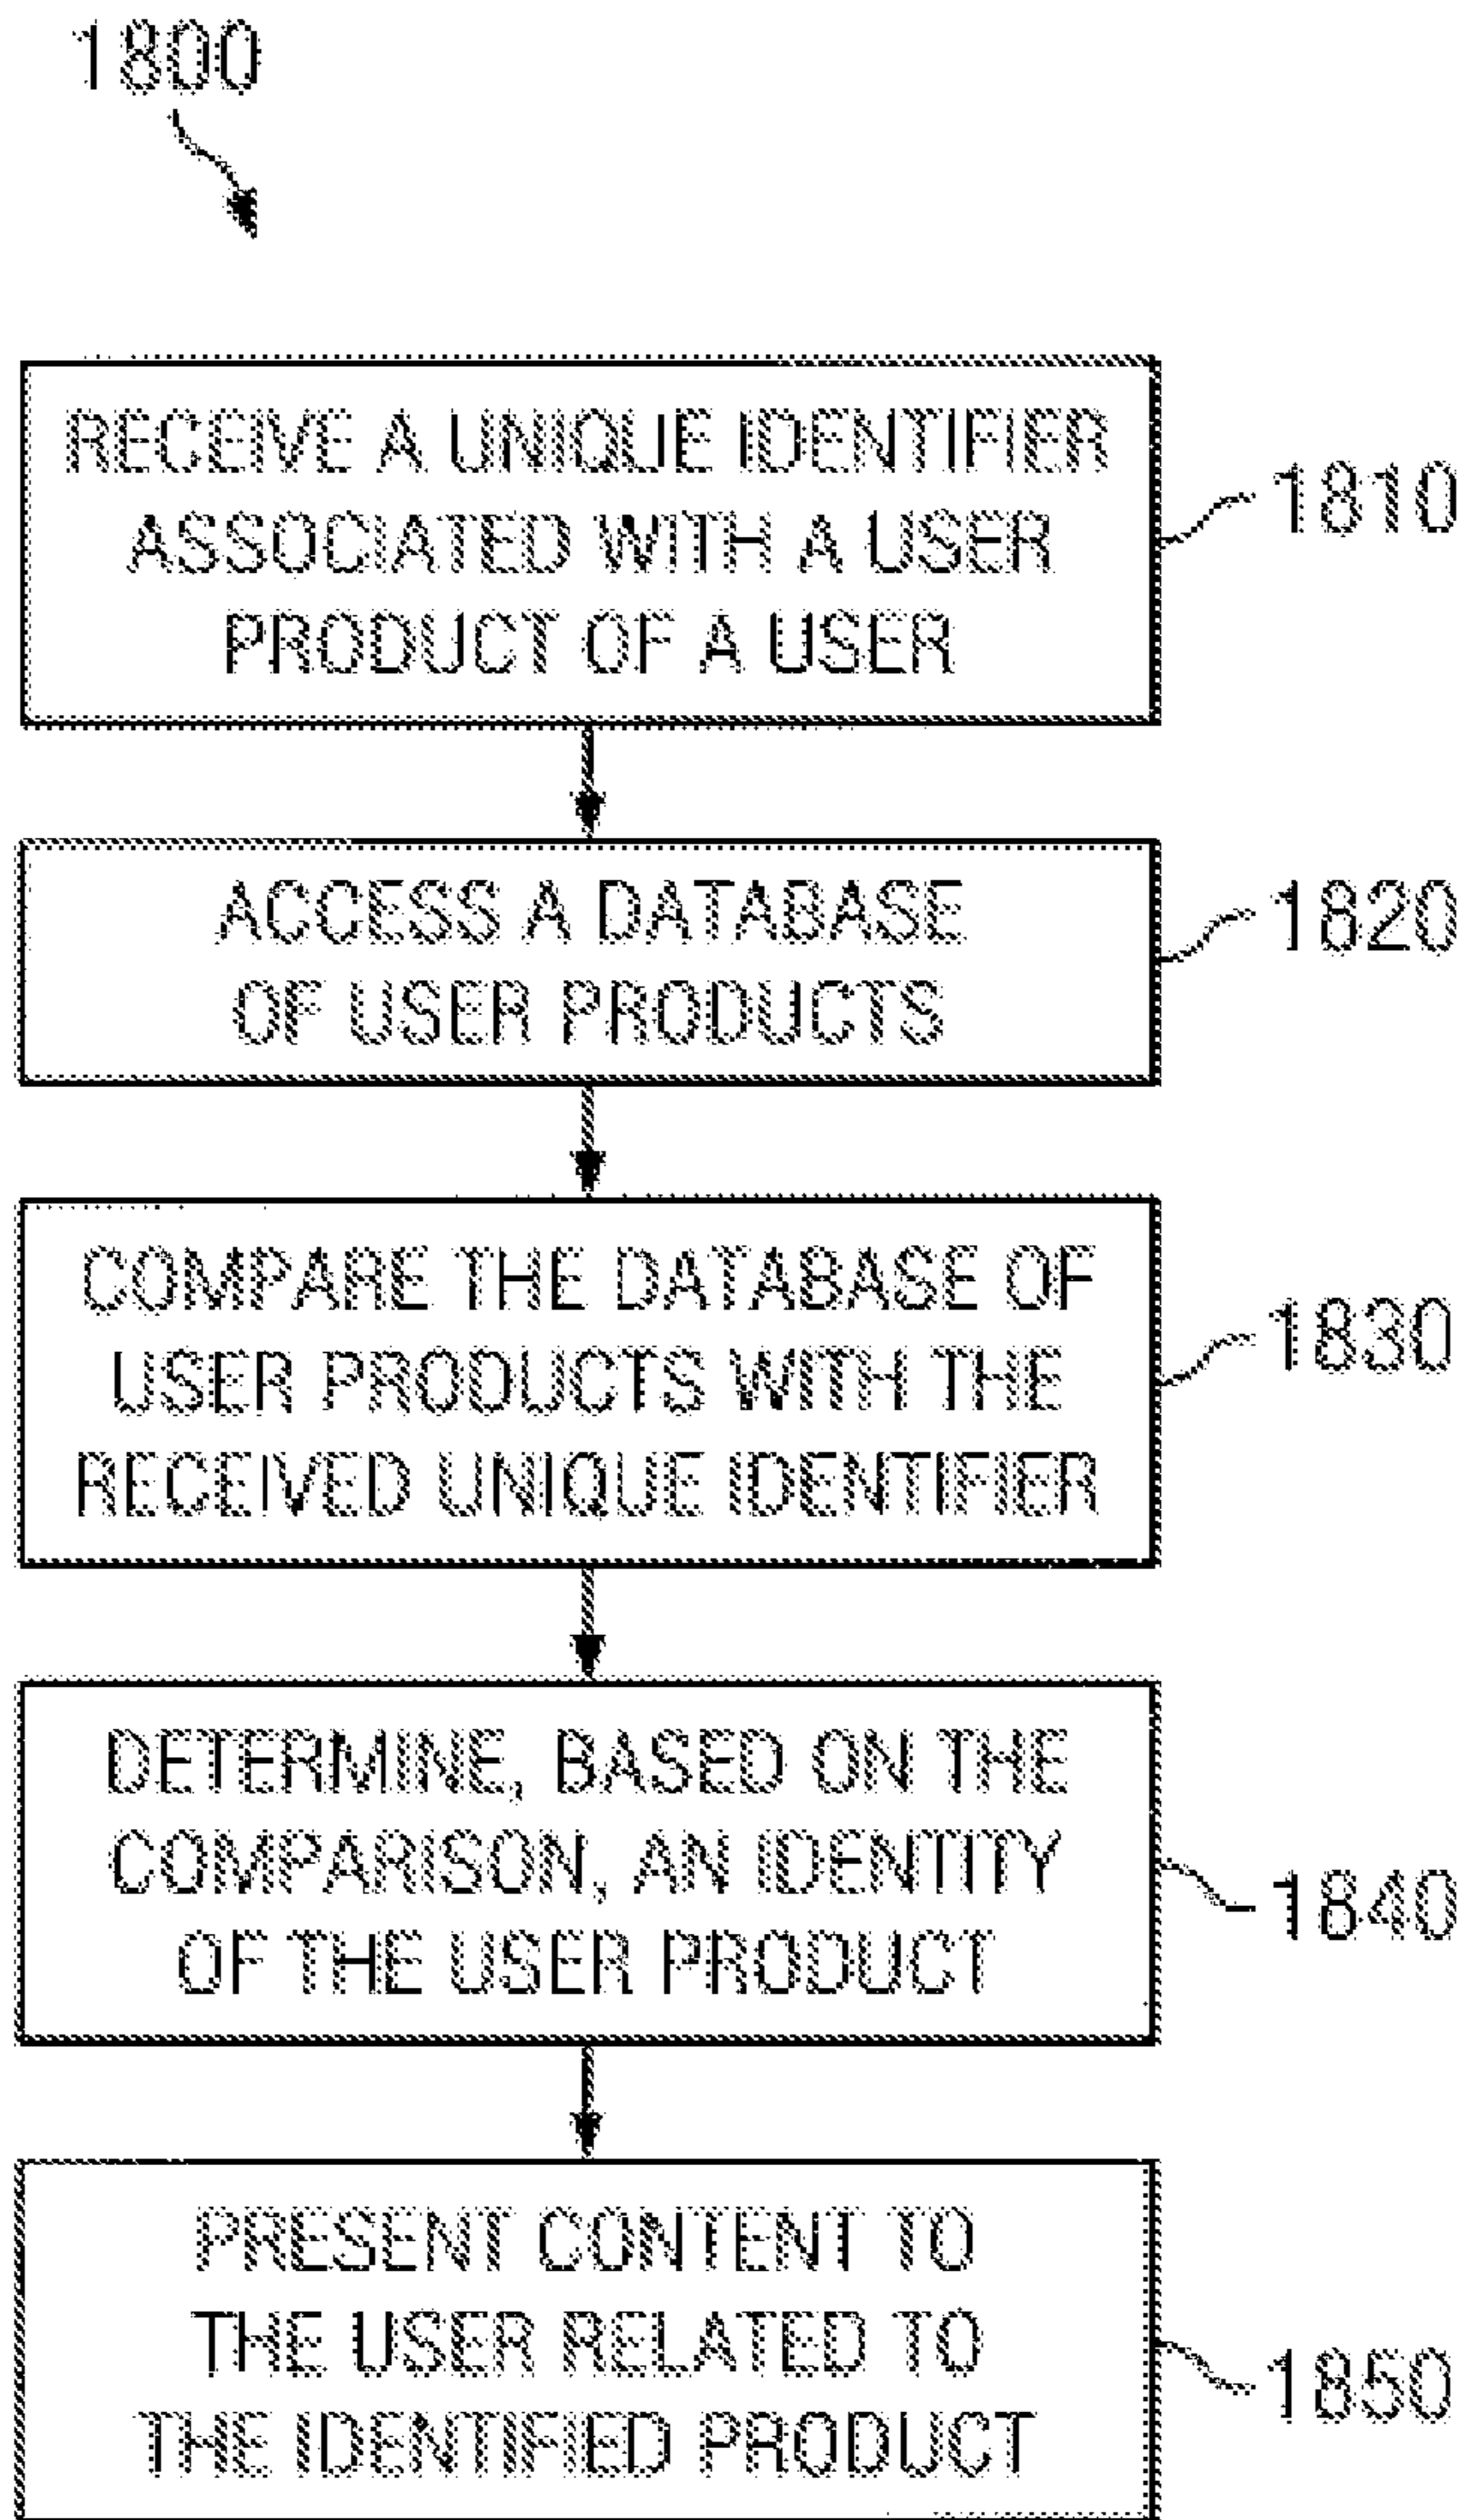 1800
RECEIVE A UNIQUE IDENTIFIER
ASSOCIATED WITH A USER
PRODUCT OF A USER
1810
ACCESS A DATABASE
OF USER PRODUCTS
1820
COMPARE THE DATABASE OF
USER PRODUCTS WITH THE
RECEIVED UNIQUE IDENTIFIER
1830
DETERMINE, BASED ON THE
COMPARISON, AN IDENTITY
OF THE USER PRODUCT
1840
PRESENT CONTENT TO
THE USER RELATED TO
THE IDENTIFIED PRODUCT
1850